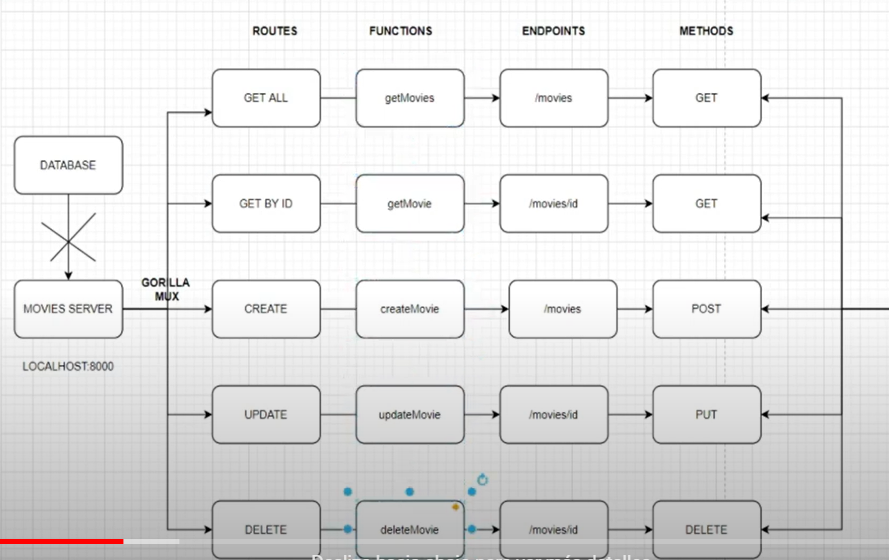 ROUTES FUNCTIONS ENDPOINTS METHODS
GET ALL getMovies /movies GET
DATABASE
GET BY ID getMovie /movies/id GET
GORILLA
MUX
MOVIES SERVER CREATE createMovie /movies POST
LOCALHOST:8000
UPDATE updateMovie /movies/id PUT
DELETE deleteMovie /movies/id DELETE